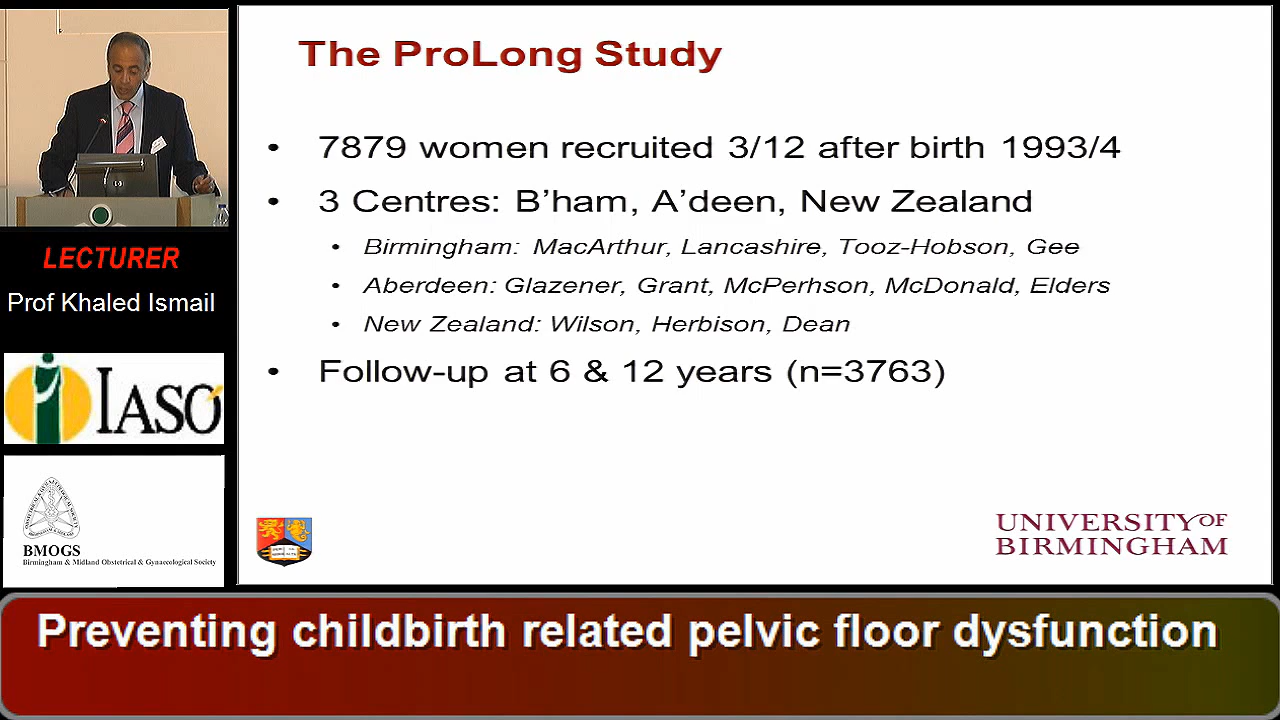 The ProLong Study
• 7879 women recruited 3/12 after birth 1993/4
• 3 Centres: B’ham, A’deen, New Zealand
• Birmingham: MacArthur, Lancashire, Tooz-Hobson, Gee
• Aberdeen: Glazener, Grant, McPerhson, McDonald, Elders
• New Zealand: Wilson, Herbison, Dean
• Follow-up at 6 & 12 years (n=3763)
UNIVERSITY OF
BIRMINGHAM
LECTURER
Prof Khaled Ismail
IASO
BMOGS
Birmingham & Midland Obstetrical & Gynaecological Society
Preventing childbirth related pelvic floor dysfunction